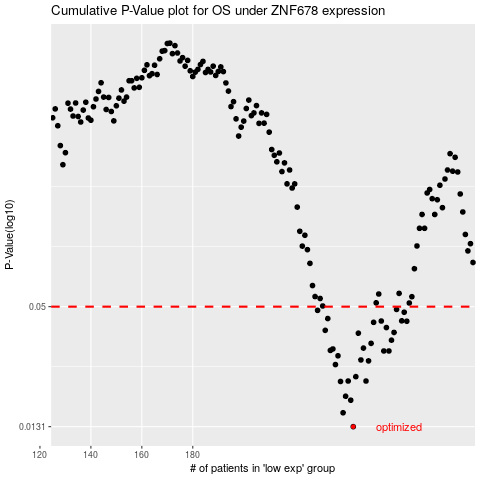 Cumulative P-Value plot for OS under ZNF678 expression
P-Value(log10)
0.05
0.0131
optimized
120
140
160
180
# of patients in 'low exp' group